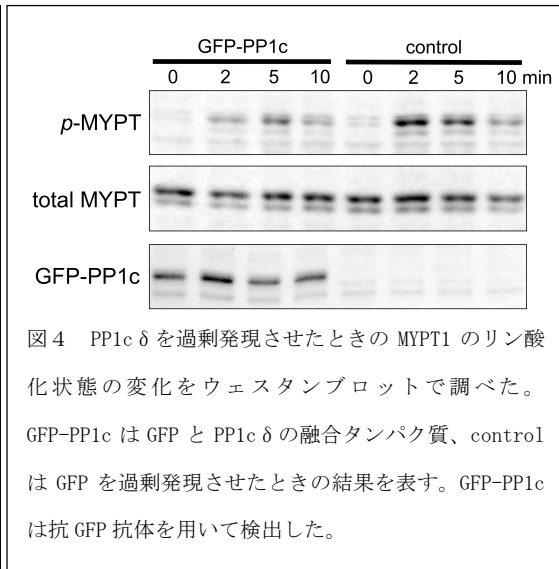 GFP-PP1c control
0 2 5 10 0 2 5 10 min
p-MYPT
total MYPT
GFP-PP1c
図４　PP1cδを過剰発現させたときの MYPT1 のリン酸
化状態の変化をウェスタンブロットで調べた。
GFP-PP1c は GFP と PP1cδの融合タンパク質、control
は GFP を過剰発現させたときの結果を表す。GFP-PP1c
は抗 GFP 抗体を用いて検出した。